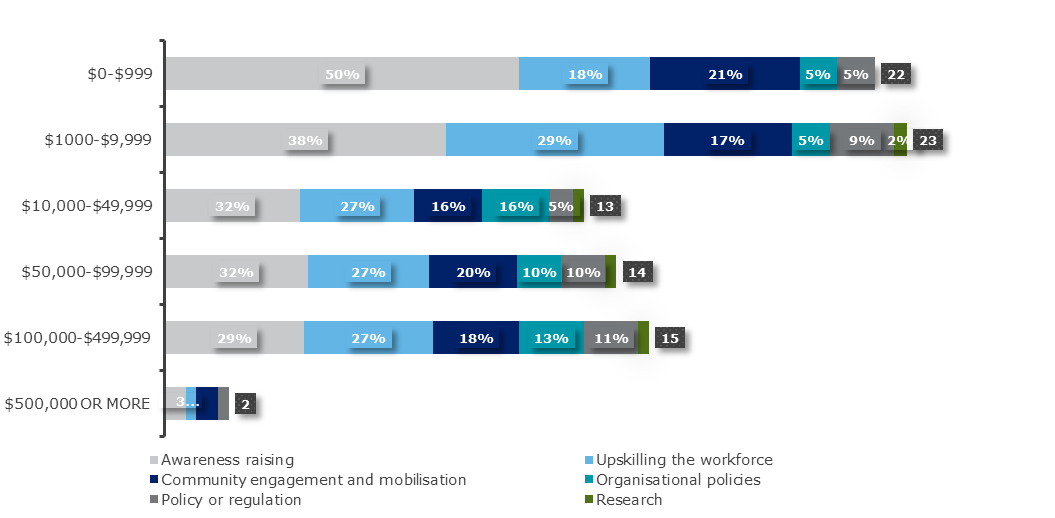 $0-$999 50% 18% 21% 5% 5% 22
$1000-$9,999 38% 29% 17% 5% 9% 2% 23
$10,000-$49,999 32% 27% 16% 16% 5% 13
$50,000-$99,999 32% 27% 20% 10% 10% 14
$100,000-$499,999 29% 27% 18% 13% 11% 15
$500,000 OR MORE 3... 2
Awareness raising Upskilling the workforce
Community engagement and mobilisation Organisational policies
Policy or regulation Research